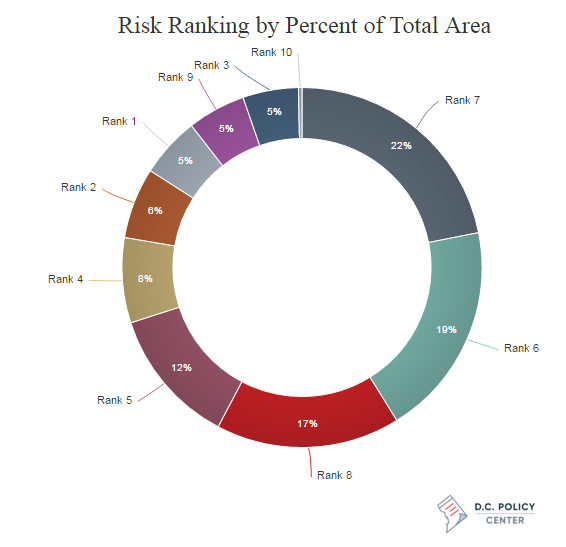 Risk Ranking by Percent of Total Area
Rank 10
Rank 3
Rank 9
Rank 7
5%
5%
22%
Rank 1
5%
Rank 2
6%
Rank 4
8%
19%
Rank 6
12%
Rank 5
17%
Rank 8
D.C. POLICY
CENTER